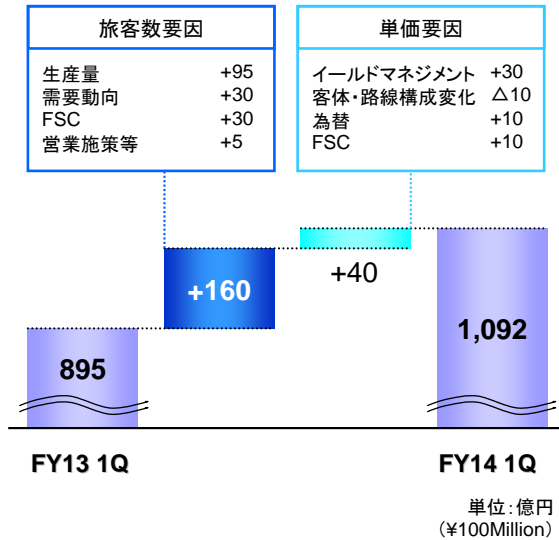 旅客数要因
生産量 +95
需要動向 +30
FSC +30
営業施策等 +5
単価要因
イールドマネジメント +30
客体・路線構成変化 △10
為替 +10
FSC +10
+160
+40
895
1,092
FY13 1Q
FY14 1Q
単位：億円
(¥100Million)